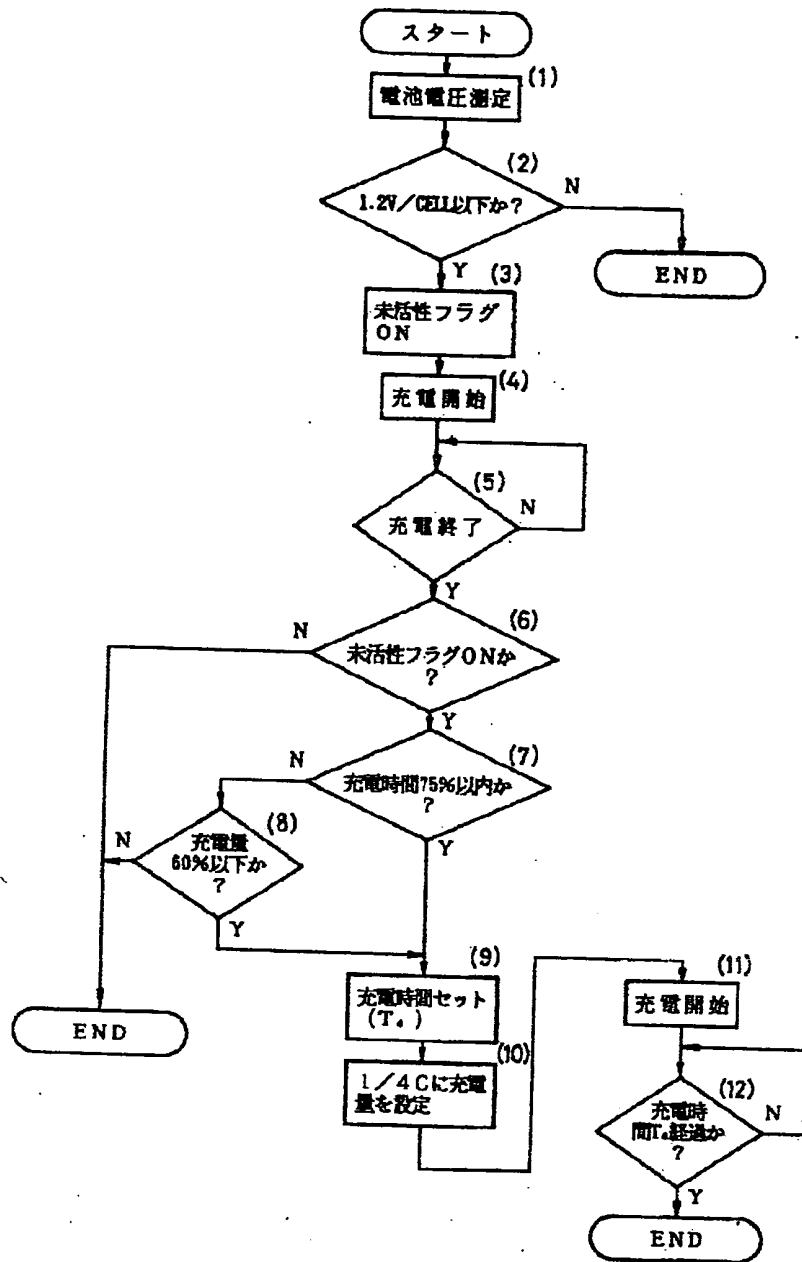 スタート
(1)
電池電圧測定
(2)
1.2V／CELL以下か？
N
END
Y
(3)
未活性フラグ
ON
(4)
充電開始
(5)
充電終了
N
Y
(6)
N
未活性フラグONか
？
Y
(7)
N
充電時間75%以内か
？
Y
(8)
N
充電量
60%以下か
？
Y
(9)
充電時間セット
(T₄)
(10)
1／4Cに充電
量を設定
END
(11)
充電開始
(12)
充電時
間T₄経過か
？
N
Y
END